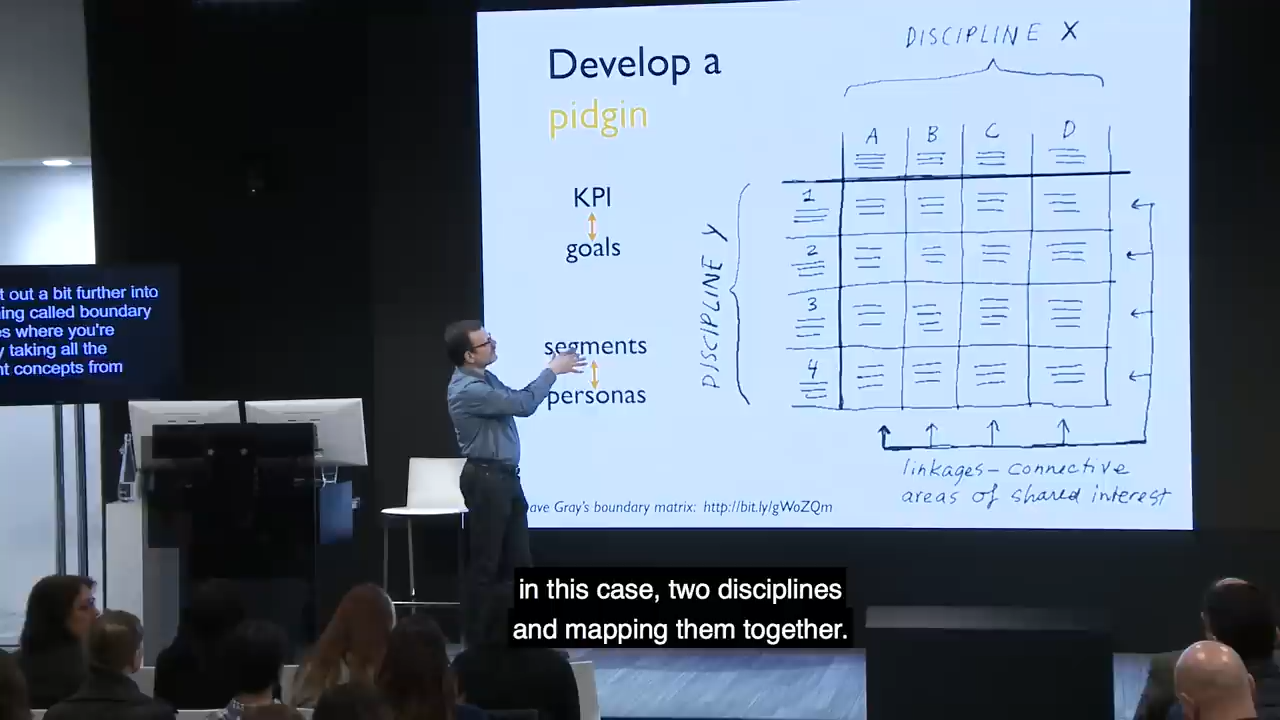 Develop a
pidgin
KPI
goals
segments
personas
DISCIPLINE X
A B C D
DISCIPLINE Y
1
2
3
4
linkages - connective
areas of shared interest
ave Gray's boundary matrix: http://bit.ly/gWoZQm
t out a bit further into
ing called boundary
s where you're
y taking all the
nt concepts from
in this case, two disciplines
and mapping them together.